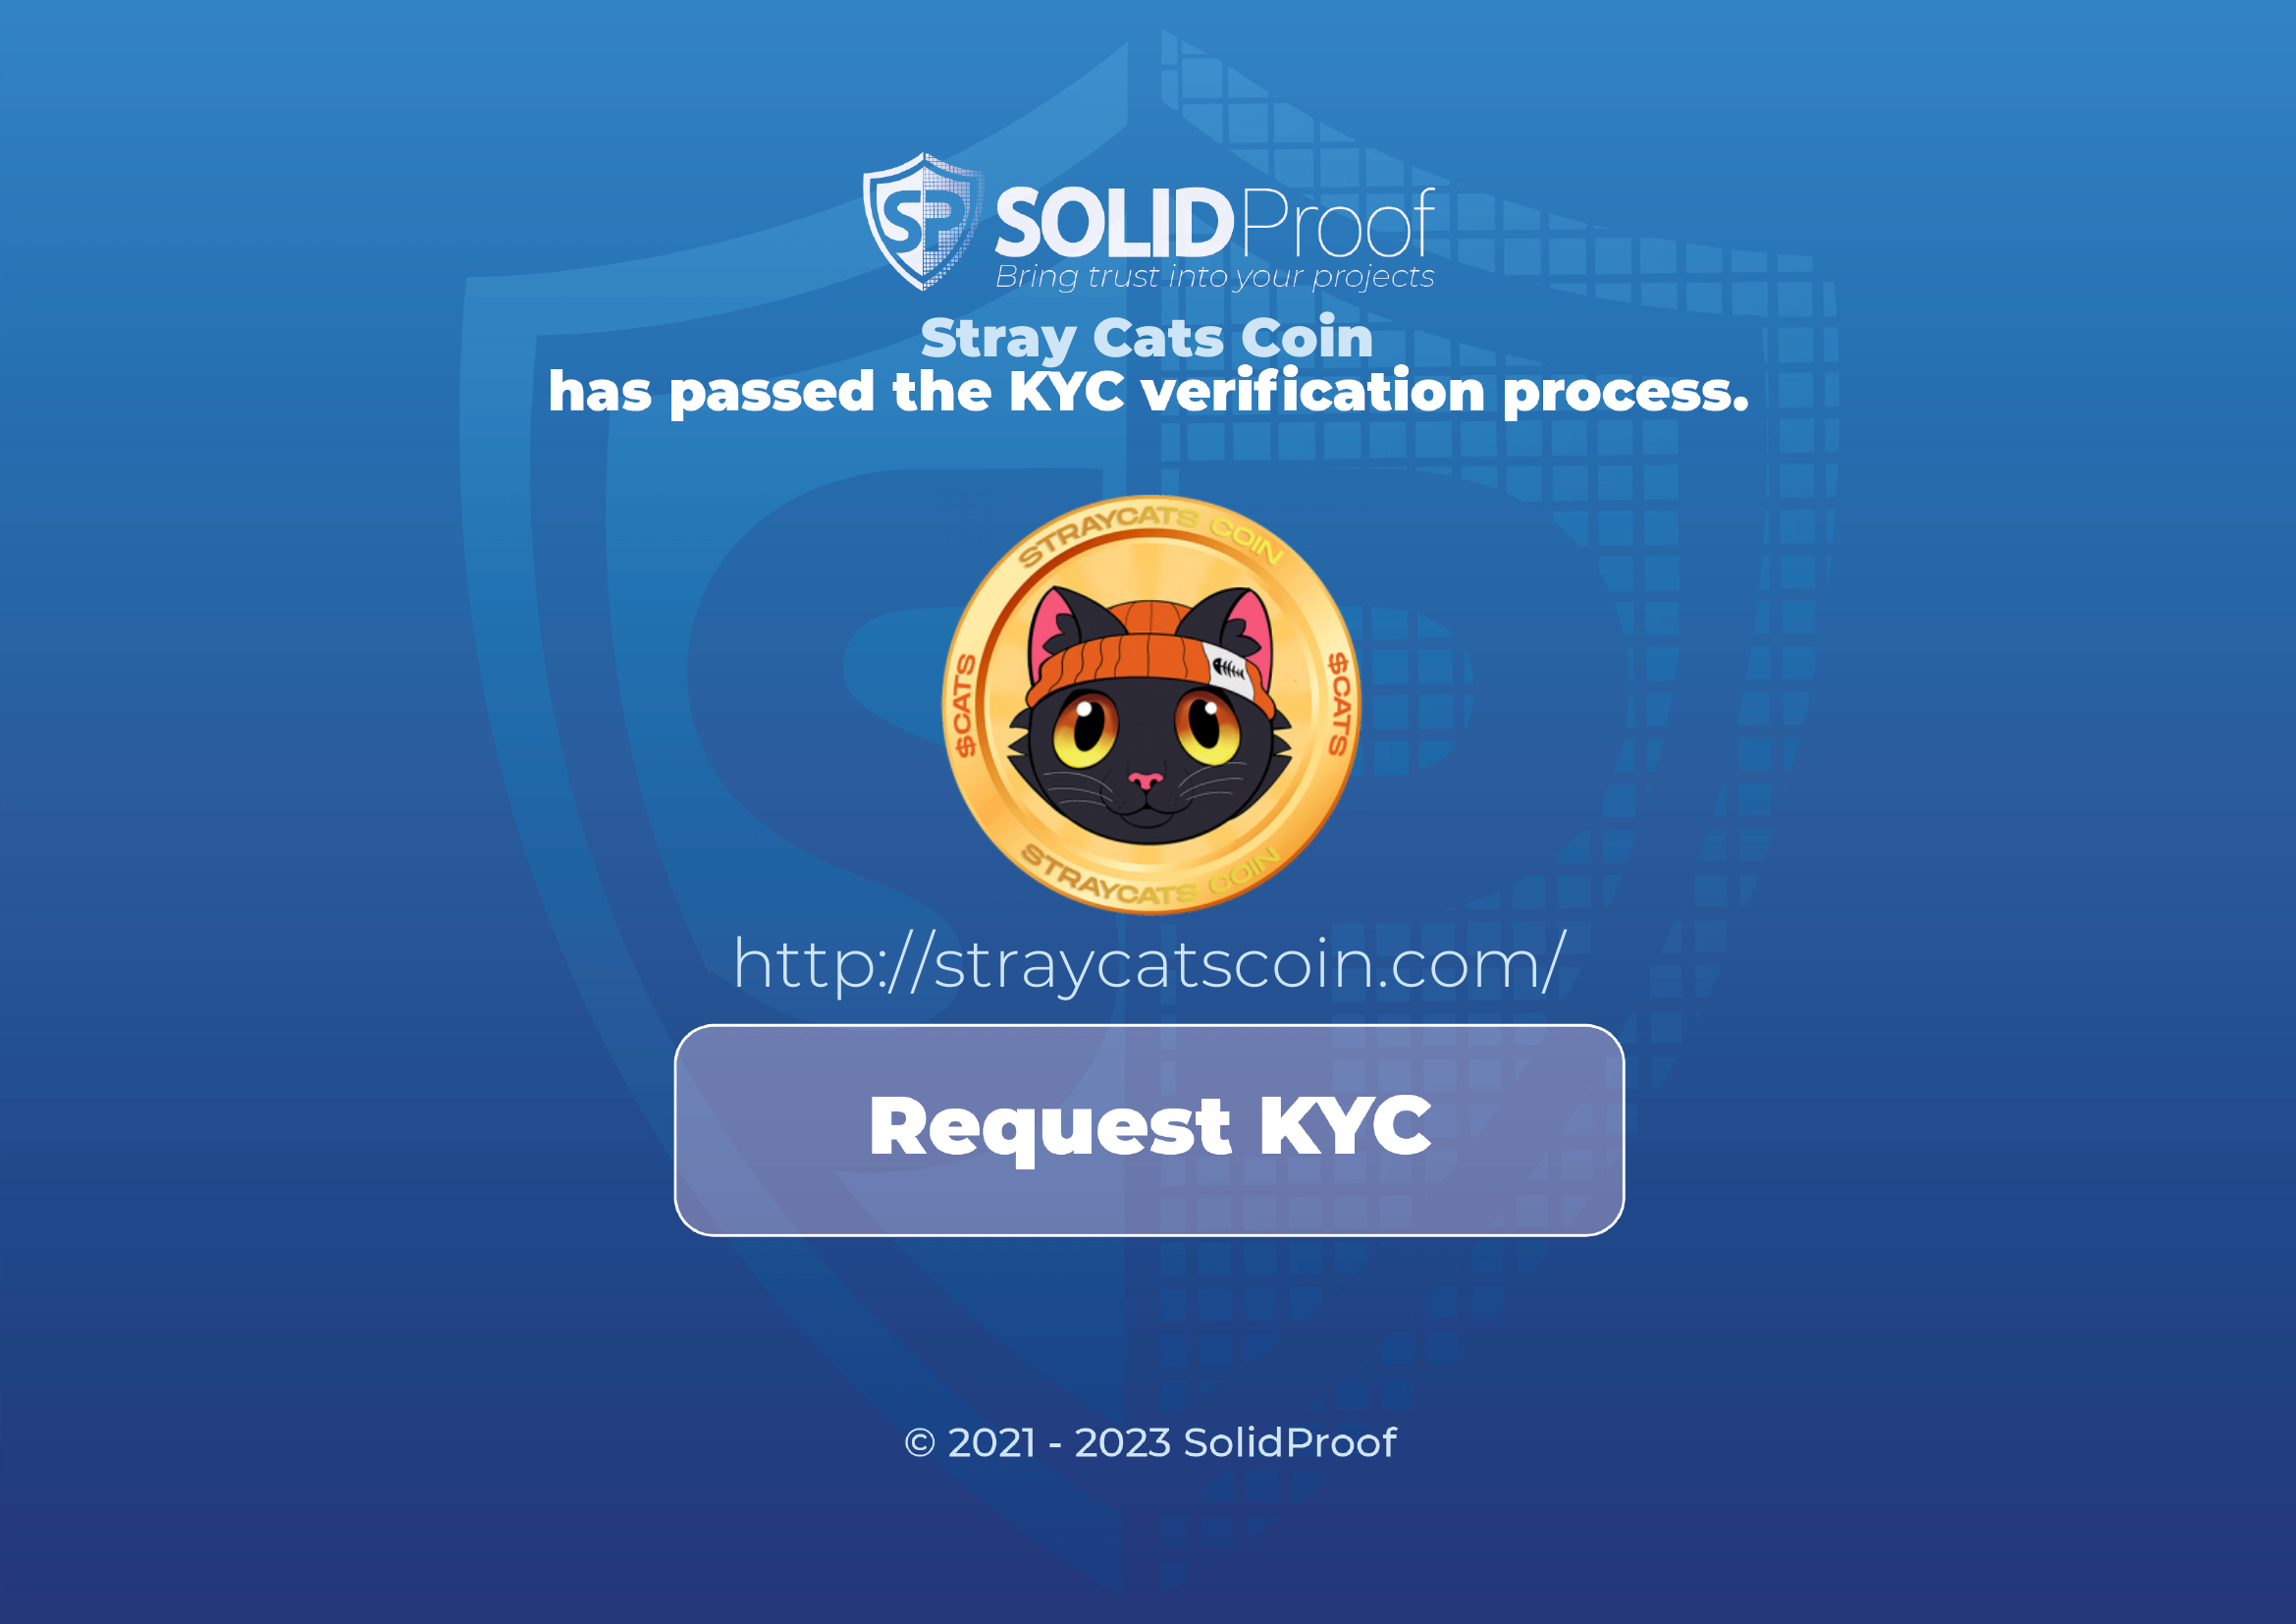 SP SOLIDProof
Bring trust into your projects
Stray Cats Coin
has passed the KYC verification process.
STRAYCATS COIN
$CATS
$CATS
STRAYCATS COIN
http://straycatscoin.com/
Request KYC
© 2021 - 2023 SolidProof